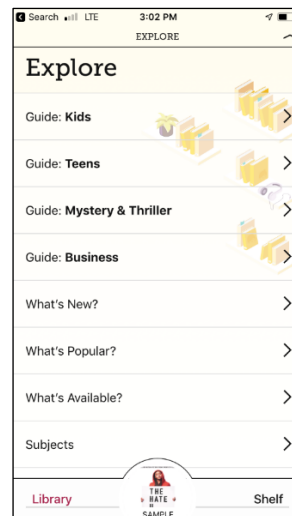 Search LTE 3:02 PM
EXPLORE
Explore
Guide: Kids
Guide: Teens
Guide: Mystery & Thriller
Guide: Business
What's New?
What's Popular?
What's Available?
Subjects
THE
HATE
Library
Shelf
SAMPLE